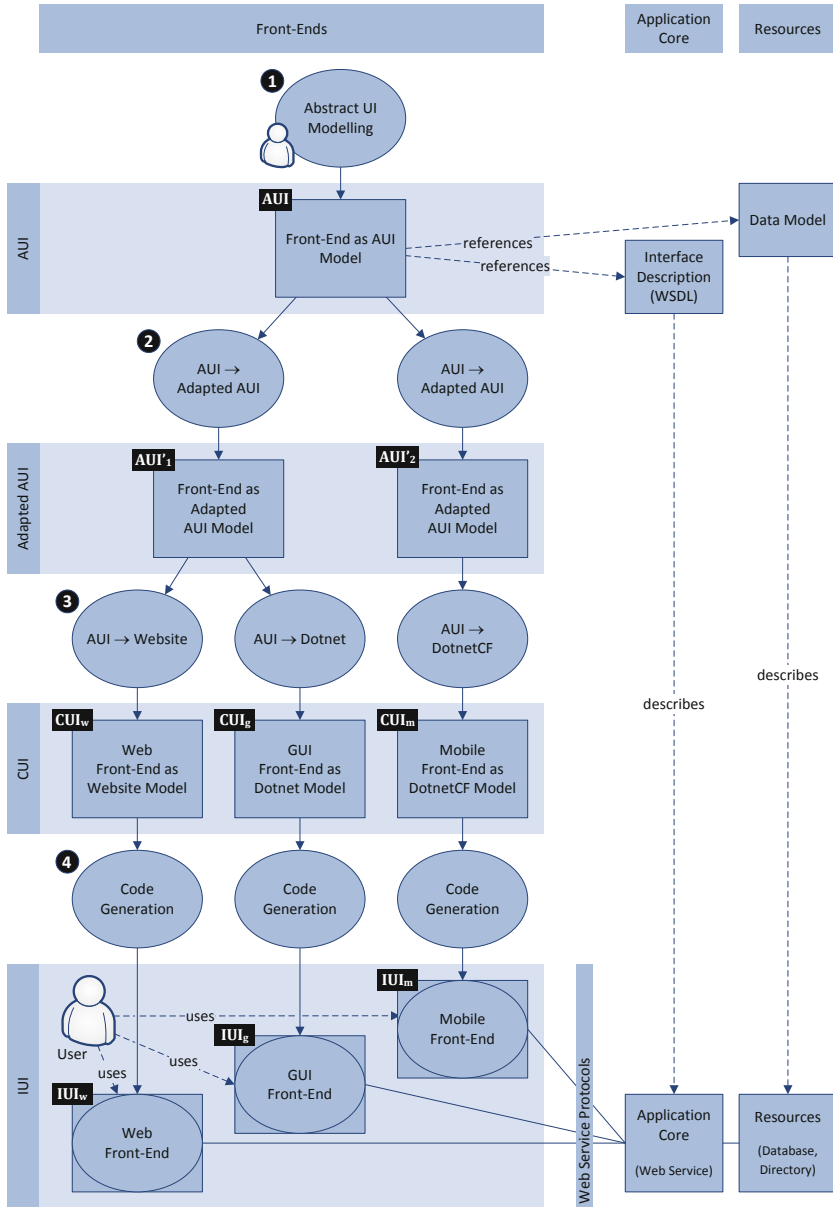 Front-Ends
Application
Core
Resources
1
Abstract UI
Modelling
AUI
AUI
Front-End as AUI
Model
references
references
Data Model
Interface
Description
(WSDL)
2
AUI →
Adapted AUI
AUI →
Adapted AUI
Adapted AUI
AUI'1
Front-End as
Adapted
AUI Model
AUI'2
Front-End as
Adapted
AUI Model
3
AUI → Website
AUI → Dotnet
AUI →
DotnetCF
describes
describes
CUI
CUIw
Web
Front-End as
Website Model
CUIg
GUI
Front-End as
Dotnet Model
CUIm
Mobile
Front-End as
DotnetCF Model
4
Code
Generation
Code
Generation
Code
Generation
IUI
User
uses
uses
uses
IUIm
Mobile
Front-End
IUIg
GUI
Front-End
IUIw
Web
Front-End
Web Service Protocols
Application
Core
(Web Service)
Resources
(Database,
Directory)